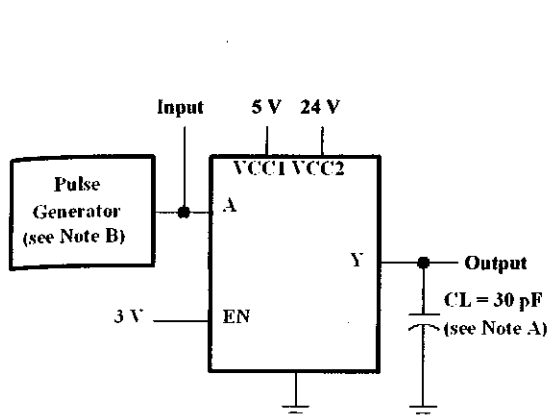 Input
5 V 24 V
Pulse
Generator
(see Note B)
VCC1 VCC2
A
Y
Output
CL = 30 pF
(see Note A)
3 V
EN